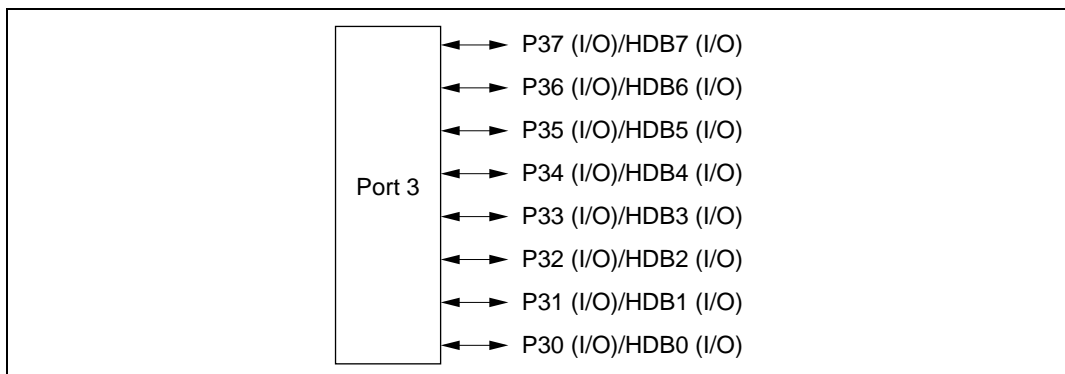 P37 (I/O)/HDB7 (I/O)
P36 (I/O)/HDB6 (I/O)
P35 (I/O)/HDB5 (I/O)
P34 (I/O)/HDB4 (I/O)
Port 3
P33 (I/O)/HDB3 (I/O)
P32 (I/O)/HDB2 (I/O)
P31 (I/O)/HDB1 (I/O)
P30 (I/O)/HDB0 (I/O)